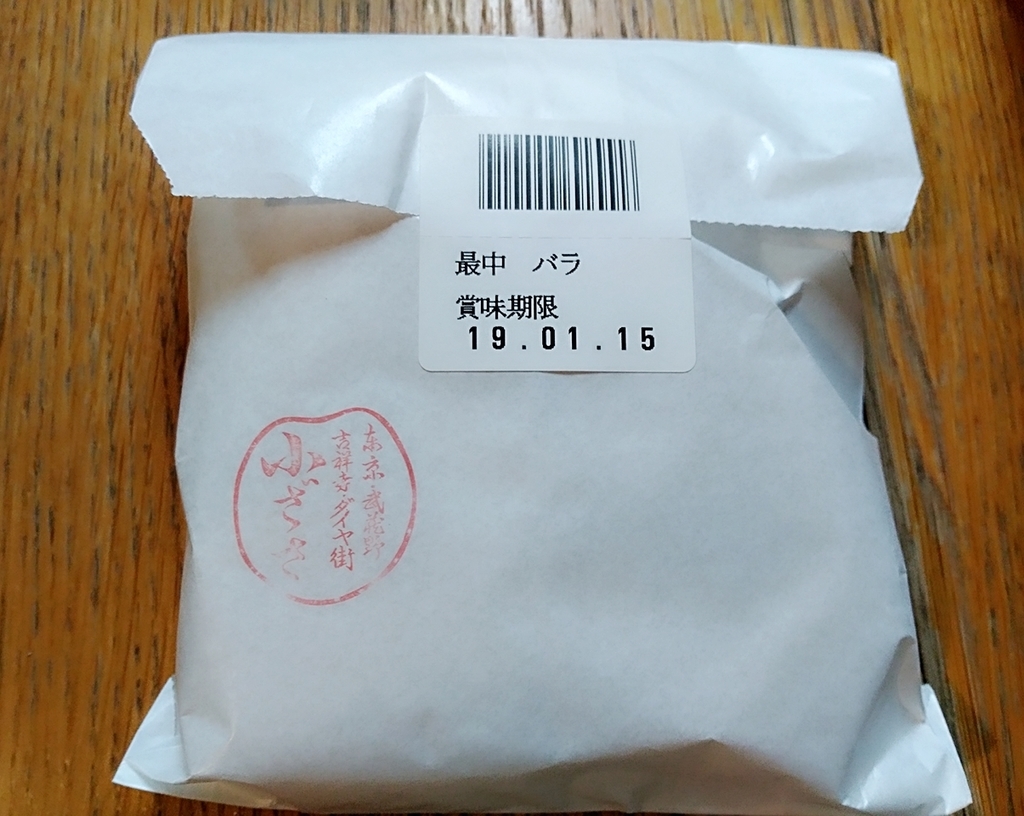 最中 バラ
賞味期限
19.01.15
東京・武蔵野
吉祥寺・ダイヤ街
小ざさ